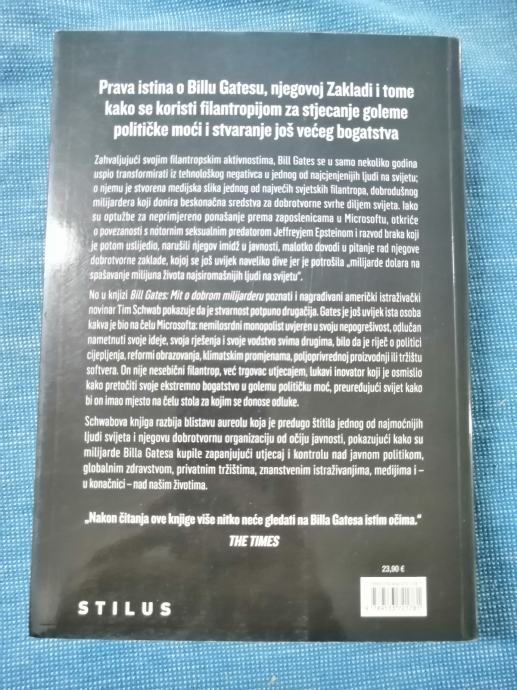 Prava istina o Billu Gatesu, njegovoj Zakladi i tome
kako se koristi filantropijom za stjecanje goleme
političke moći i stvaranje još većeg bogatstva
Zahvaljujući svojim filantropskim aktivnostima, Bill Gates se u samo nekoliko godina
uspio transformirati iz tehnološkog negativca u jednog od najcjenjenijih ljudi na svijetu;
o njemu je stvorena medijska slika jednog od najvećih svjetskih filantropa, dobrodušnog
milijardera koji donira beskonačna sredstva za dobrotvorne svrhe diljem svijeta. Iako
su optužbe za neprimjereno ponašanje prema zaposlenicama u Microsoftu, otkriće
o povezanosti s notornim seksualnim predatorom Jeffreyjem Epsteinom i razvod braka koji
je potom uslijedio, narušili njegov imidž u javnosti, malotko dovodi u pitanje rad njegove
dobrotvorne zaklade, kojoj se još uvijek naveliko dive jer je potrošila „milijarde dolara na
spašavanje milijuna života najsiromašnijih ljudi na svijetu“.
No u knjizi Bill Gates: Mit o dobrom milijarderu poznati i nagrađivani američki istraživački
novinar Tim Schwab pokazuje da je stvarnost potpuno drugačija. Gates je još uvijek ista osoba
kakva je bio na čelu Microsofta: nemilosrdni monopolist uvjeren u svoju nepogrešivost, odlučan
nametnuti svoje ideje, svoja rješenja i svoje vodstvo svima drugima, bilo da je riječ o politici
cijepljenja, reformi obrazovanja, klimatskim promjenama, poljoprivrednoj proizvodnji ili tržištu
softvera. On nije nesebični filantrop, već trgovac utjecajem, lukavi inovator koji je osmislio
kako pretočiti svoje ekstremno bogatstvo u golemu političku moć, preuređujući svijet kako
bi on imao mjesto na čelu stola za kojim se donose odluke.
Schwabova knjiga razbija blistavu aureolu koja je predugo štitila jednog od najmoćnijih
ljudi svijeta i njegovu dobrotvornu organizaciju od očiju javnosti, pokazujući kako su
milijarde Billa Gatesa kupile zapanjujući utjecaj i kontrolu nad javnom politikom,
globalnim zdravstvom, privatnim tržištima, znanstvenim istraživanjima, medijima i –
u konačnici – nad našim životima.
„Nakon čitanja ove knjige više nitko neće gledati na Billa Gatesa istim očima.“
THE TIMES
23,90 €
STILUS